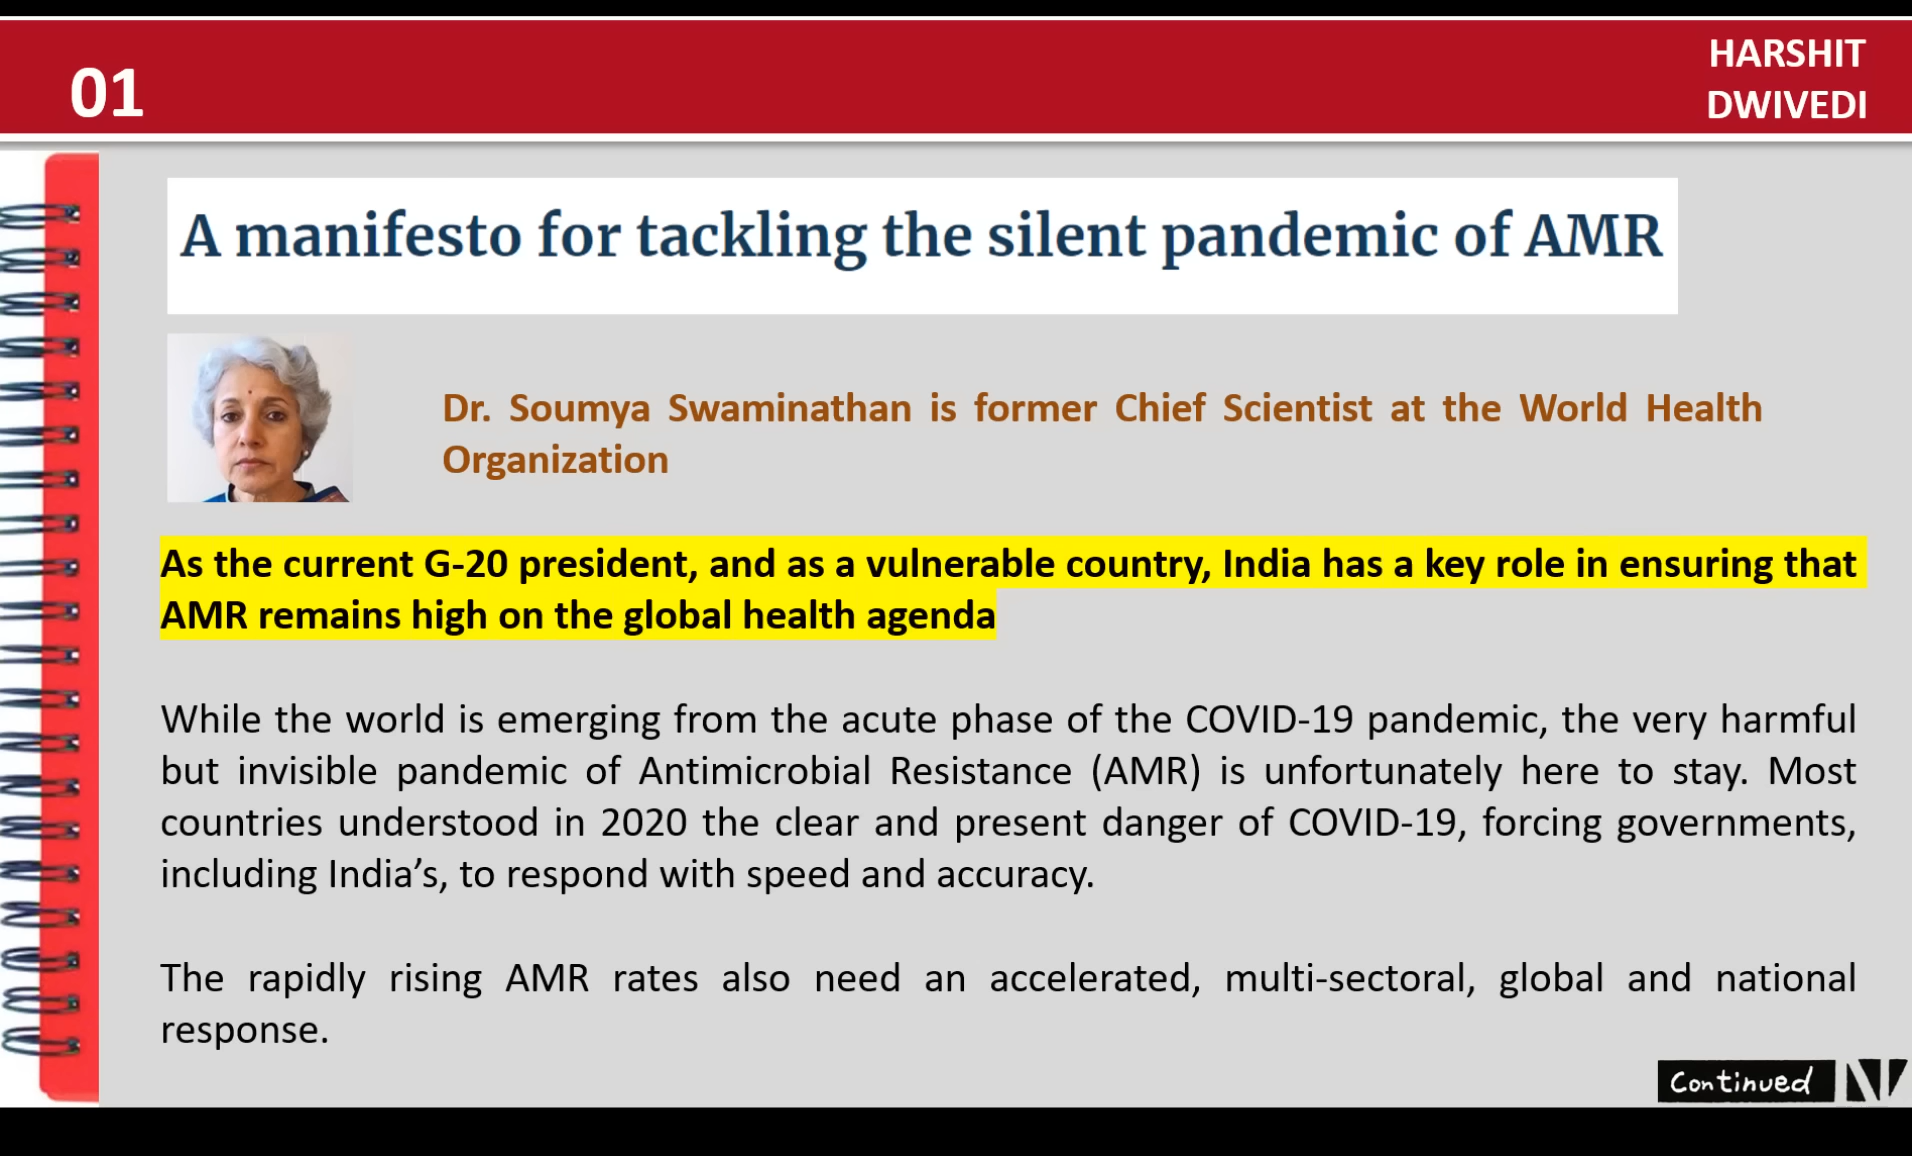 01
HARSHIT
DWIVEDI
A manifesto for tackling the silent pandemic of AMR
Dr. Soumya Swaminathan is former Chief Scientist at the World Health
Organization
As the current G-20 president, and as a vulnerable country, India has a key role in ensuring that
AMR remains high on the global health agenda
While the world is emerging from the acute phase of the COVID-19 pandemic, the very harmful
but invisible pandemic of Antimicrobial Resistance (AMR) is unfortunately here to stay. Most
countries understood in 2020 the clear and present danger of COVID-19, forcing governments,
including India’s, to respond with speed and accuracy.
The rapidly rising AMR rates also need an accelerated, multi-sectoral, global and national
response.
Continued